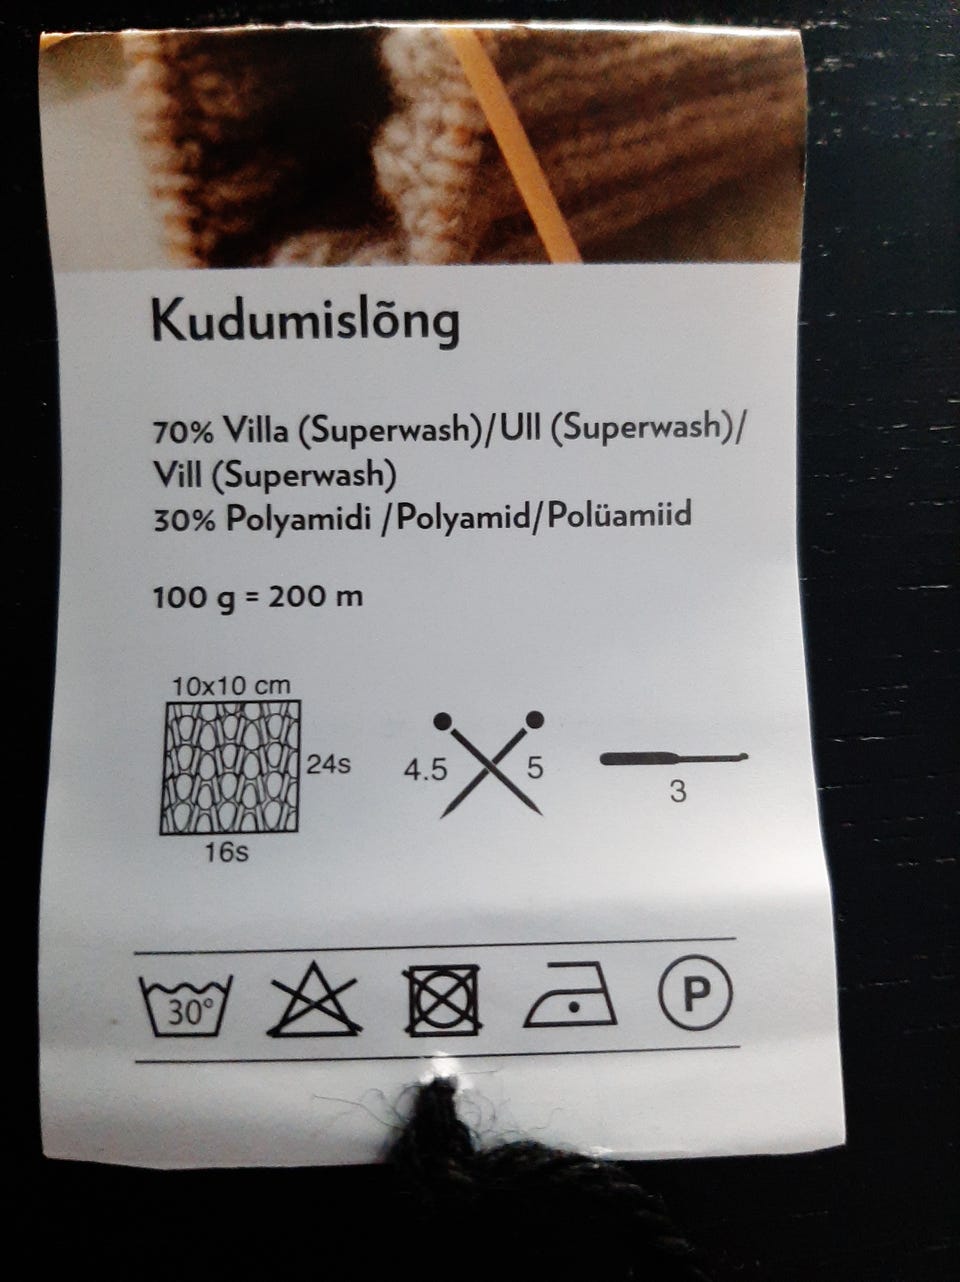 Kudumislõng
70% Villa (Superwash)/Ull (Superwash)/
Vill (Superwash)
30% Polyamidi /Polyamid/Polüamiid
100 g = 200 m
10x10 cm
24s
16s
4.5
5
3
30°
P